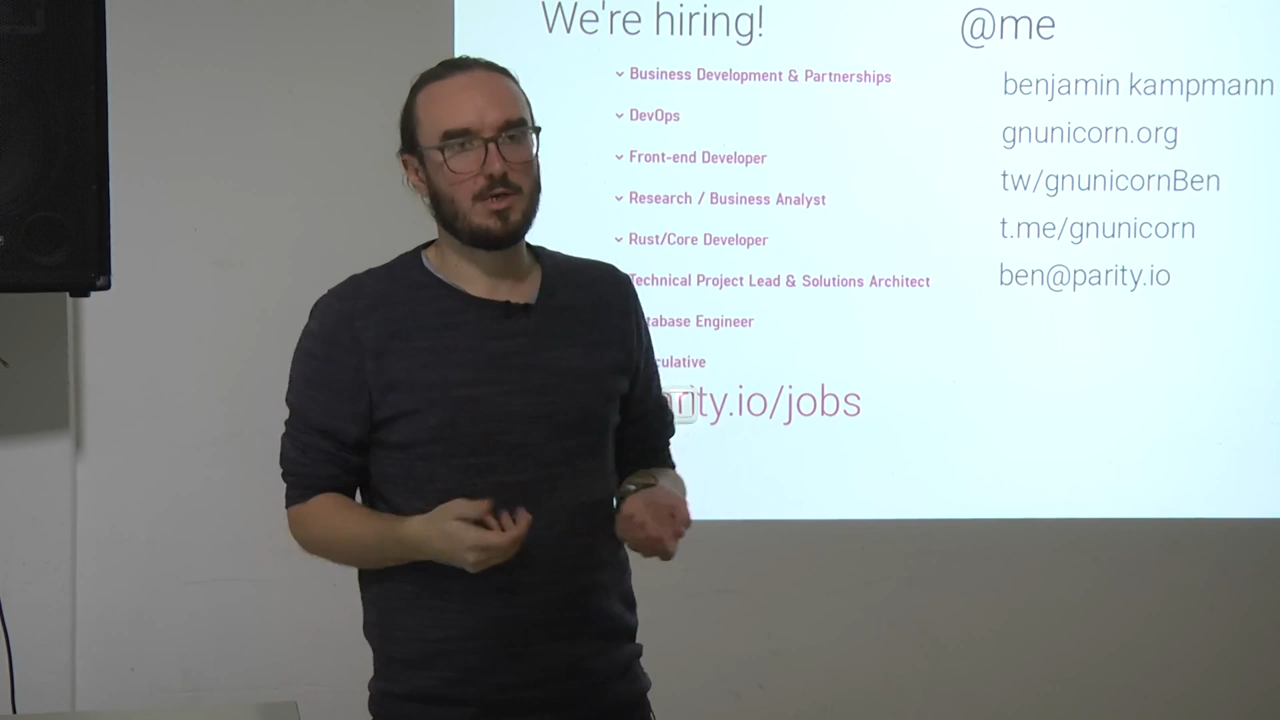 We're hiring!
Business Development & Partnerships
DevOps
Front-end Developer
Research / Business Analyst
Rust/Core Developer
Technical Project Lead & Solutions Architect
tabase Engineer
culative
rity.io/jobs
@me
benjamin kampmann
gnunicorn.org
tw/gnunicornBen
t.me/gnunicorn
ben@parity.io